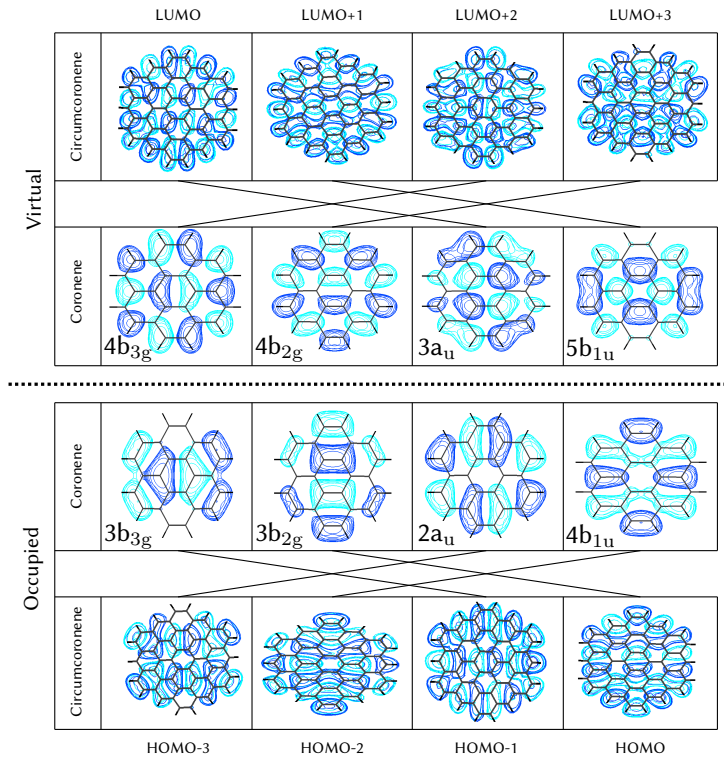 LUMO LUMO+1 LUMO+2 LUMO+3
Virtual
Circumcoronene
Coronene
4b3g 4b2g 3au 5b1u
Occupied
Coronene
3b3g 3b2g 2au 4b1u
Circumcoronene
HOMO-3 HOMO-2 HOMO-1 HOMO